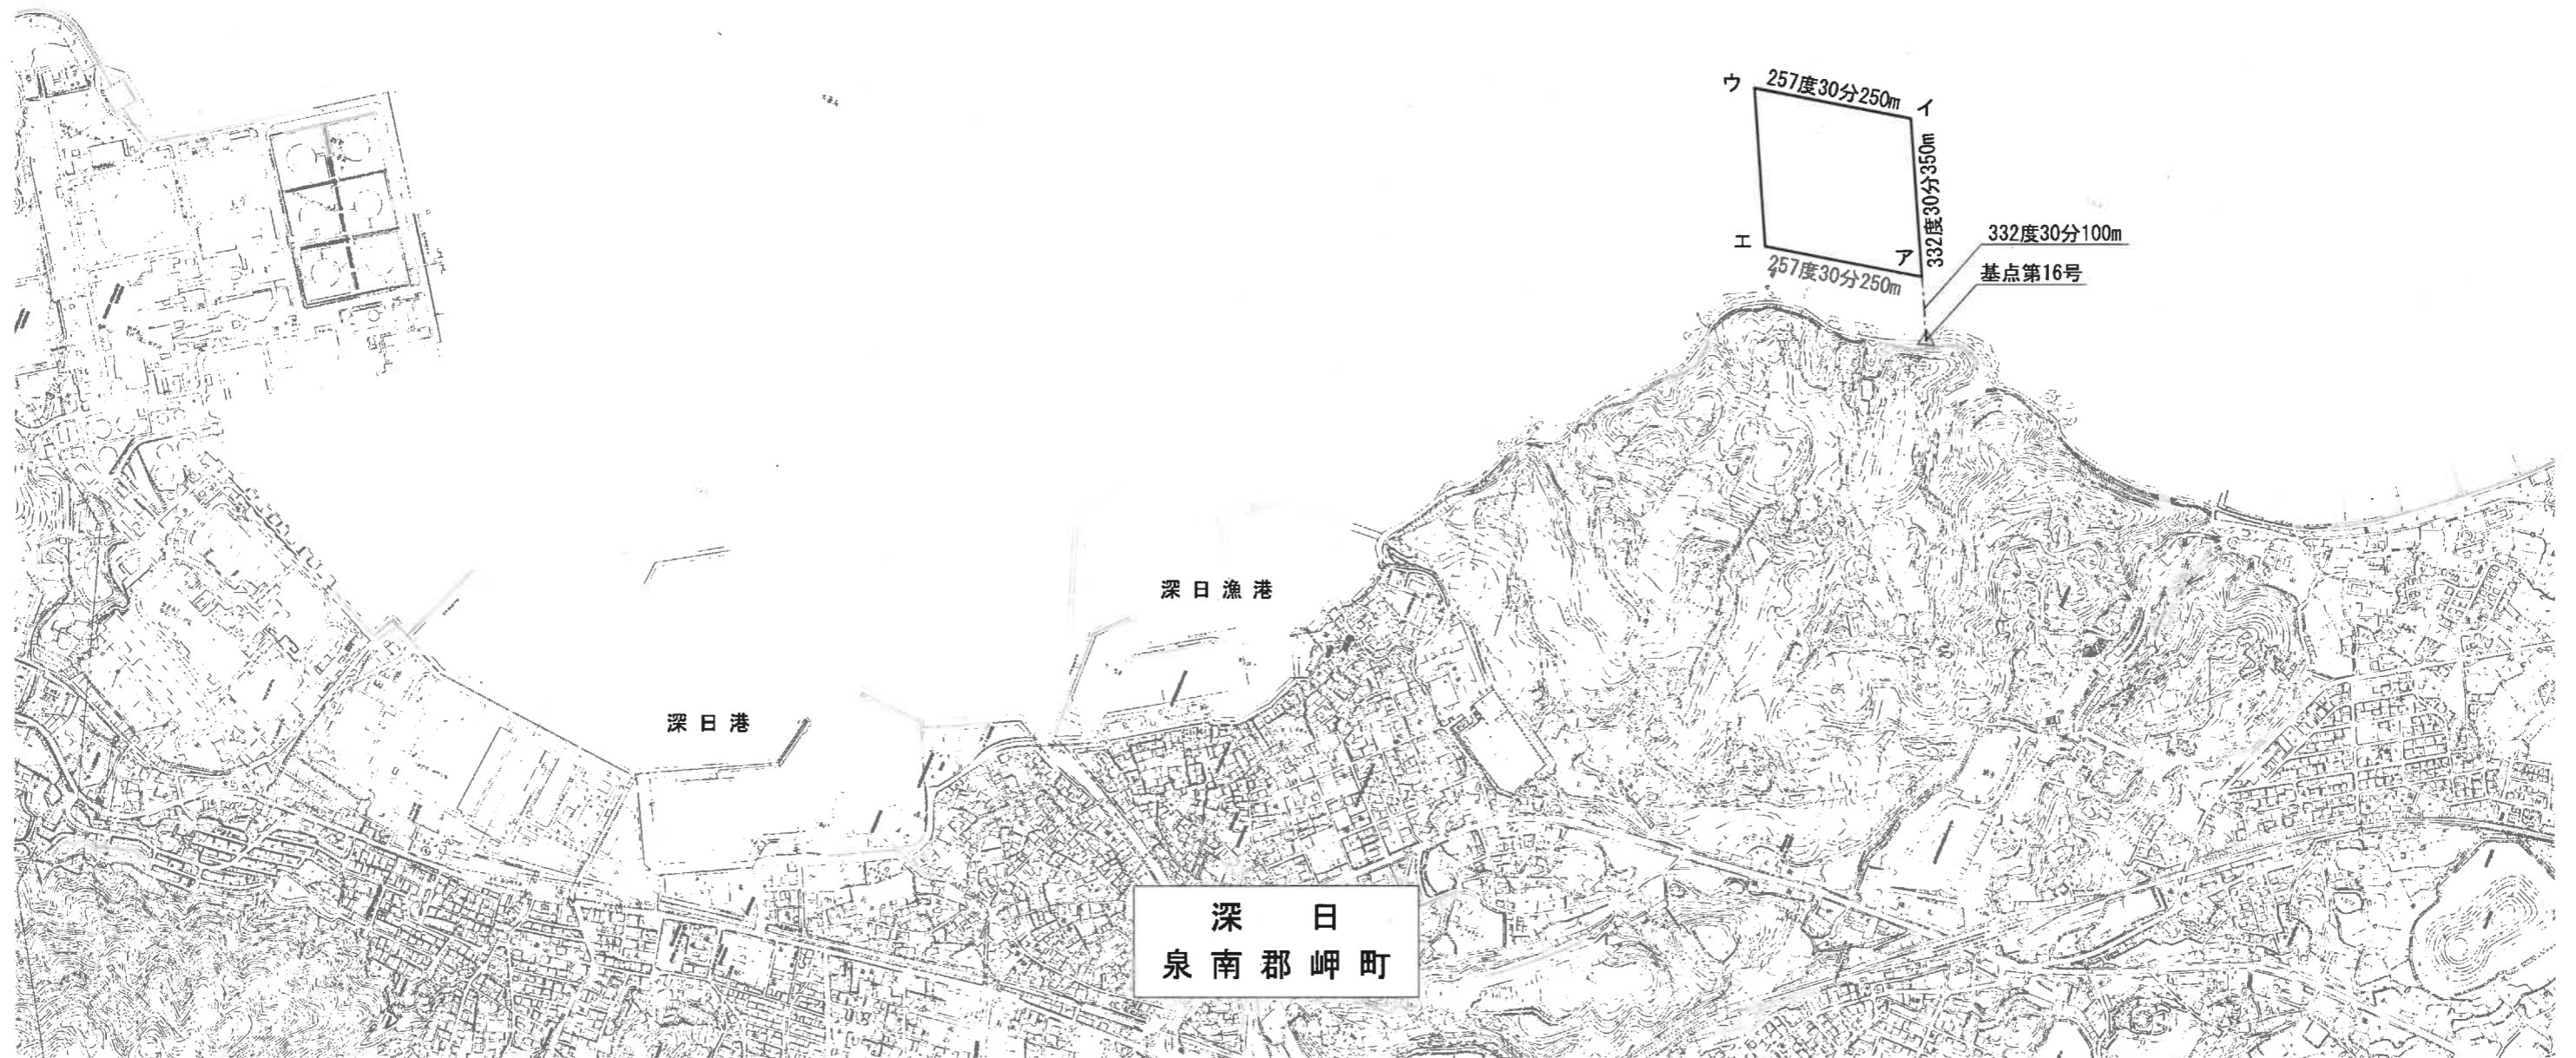 ウ
257度30分250m
イ
332度30分350m
332度30分100m
エ
ア
257度30分250m
基点第16号
深日漁港
深日港
深 日
泉南郡岬町